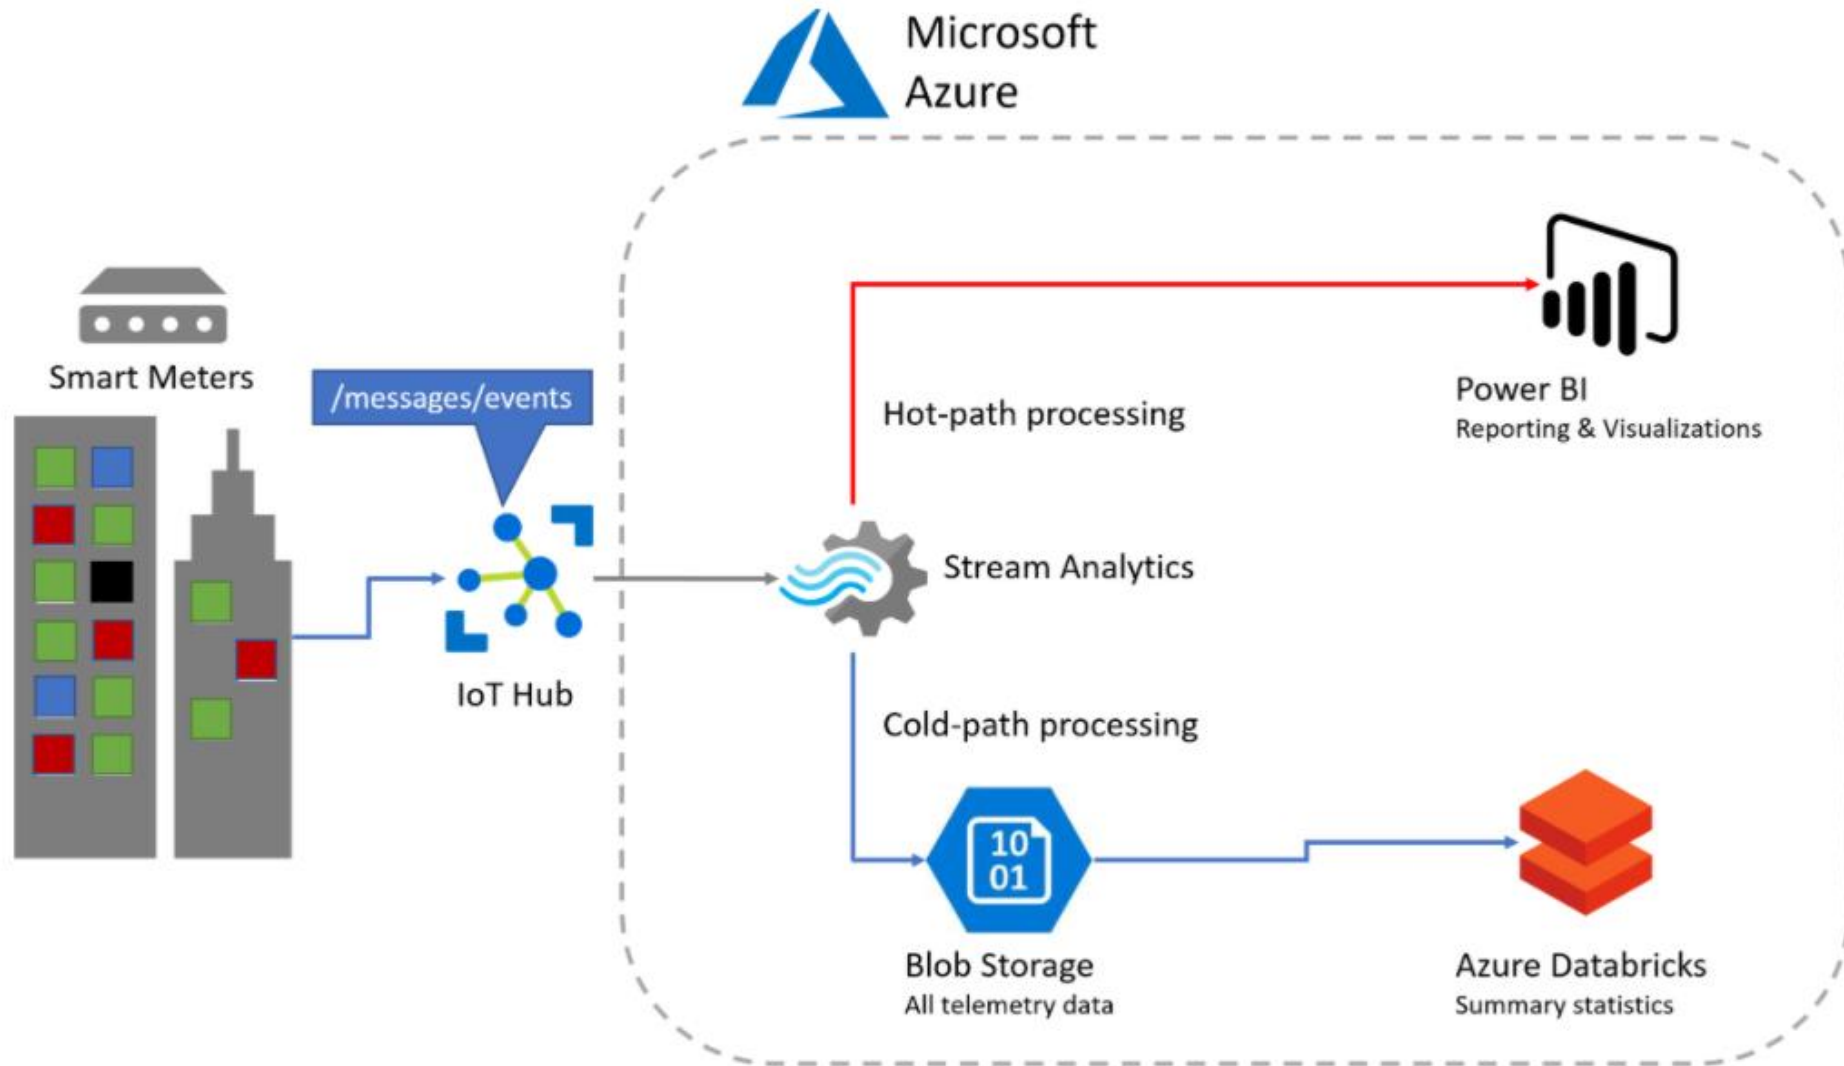 Microsoft
Azure
Smart Meters
/messages/events
IoT Hub
Hot-path processing
Power BI
Reporting & Visualizations
Stream Analytics
Cold-path processing
10
01
Blob Storage
All telemetry data
Azure Databricks
Summary statistics